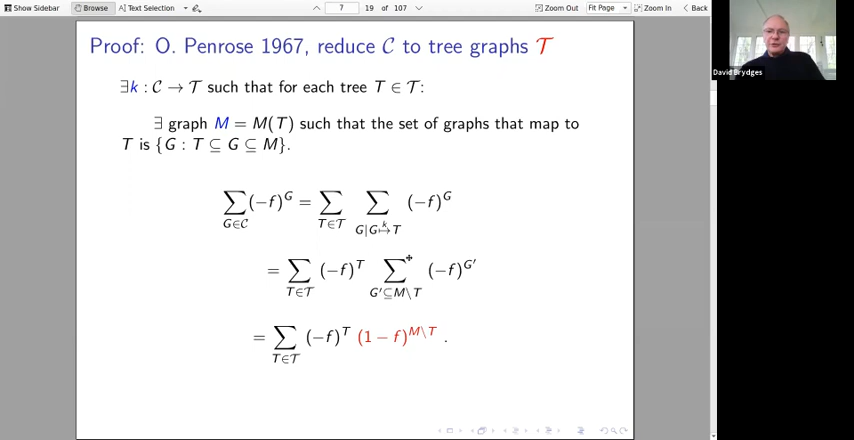 Show Sidebar Browse Text Selection 7 19 of 107 Zoom Out Fit Page Zoom In Back
Proof: O. Penrose 1967, reduce 𝒞 to tree graphs 𝒯
∃k : 𝒞 → 𝒯 such that for each tree T ∈ 𝒯:
∃ graph M = M(T) such that the set of graphs that map to
T is {G : T ⊆ G ⊆ M}.
∑_{G∈𝒞} (−f)^G = ∑_{T∈𝒯} ∑_{G|G↦^k T} (−f)^G
= ∑_{T∈𝒯} (−f)^T ∑_{G′⊆M\T} (−f)^{G′}
= ∑_{T∈𝒯} (−f)^T (1 − f)^{M\T} .
David Brydges